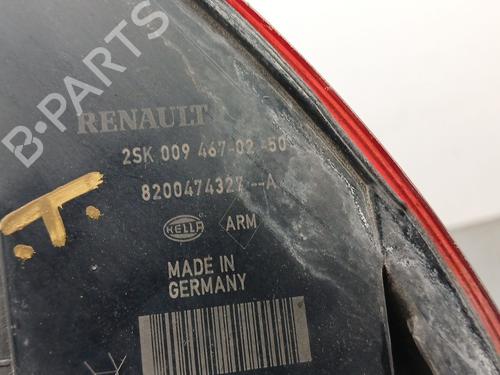 B-PARTS
RENAULT
2SK 009 467-02 -50
8200474327--A
HELLA ARM
MADE IN
GERMANY
T.